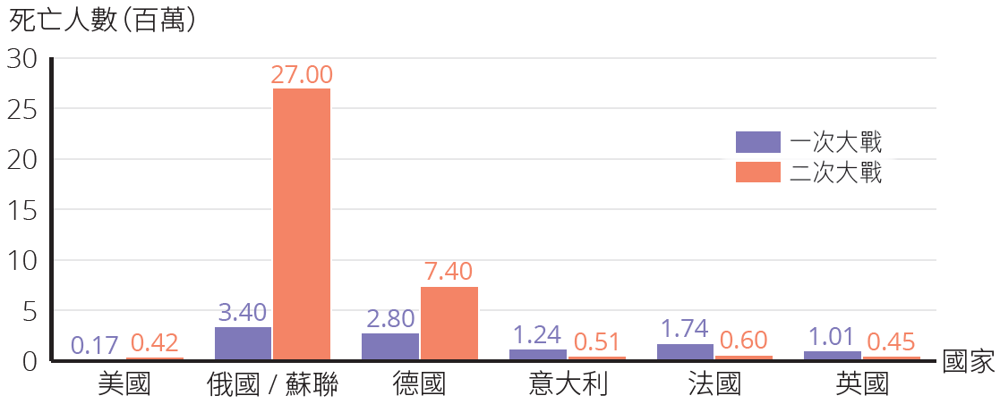 死亡人數(百萬)
30
27.00
25
一次大戰
20
二次大戰
15
10
7.40
5
3.40
2.80
1.24
1.74
0.17
0.42
0.51
0.60
1.01
0.45
0
國家
美國
俄國 / 蘇聯
德國
意大利
法國
英國